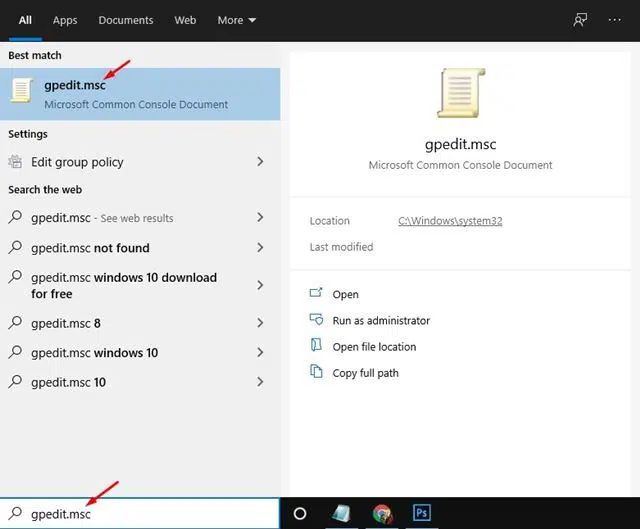 All Apps Documents Web More
Best match
gpedit.msc
Microsoft Common Console Document
Settings
Edit group policy
Search the web
gpedit.msc - See web results
gpedit.msc not found
gpedit.msc windows 10 download
for free
gpedit.msc 8
gpedit.msc windows 10
gpedit.msc 10
gpedit.msc
Microsoft Common Console Document
Location C:\Windows\system32
Last modified
Open
Run as administrator
Open file location
Copy full path
gpedit.msc
Ps